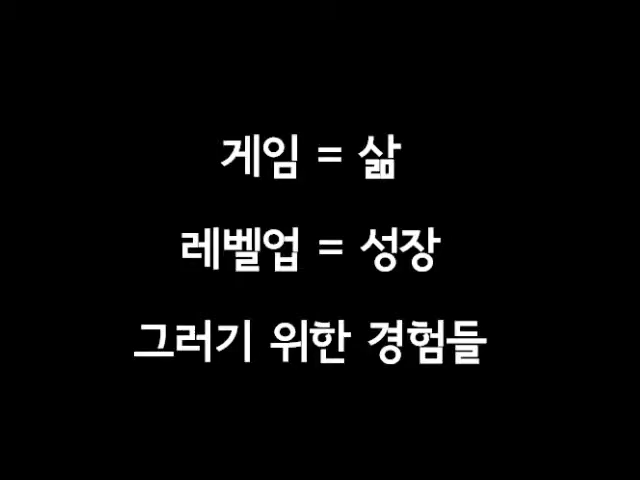 게임 = 삶
레벨업 = 성장
그러기 위한 경험들